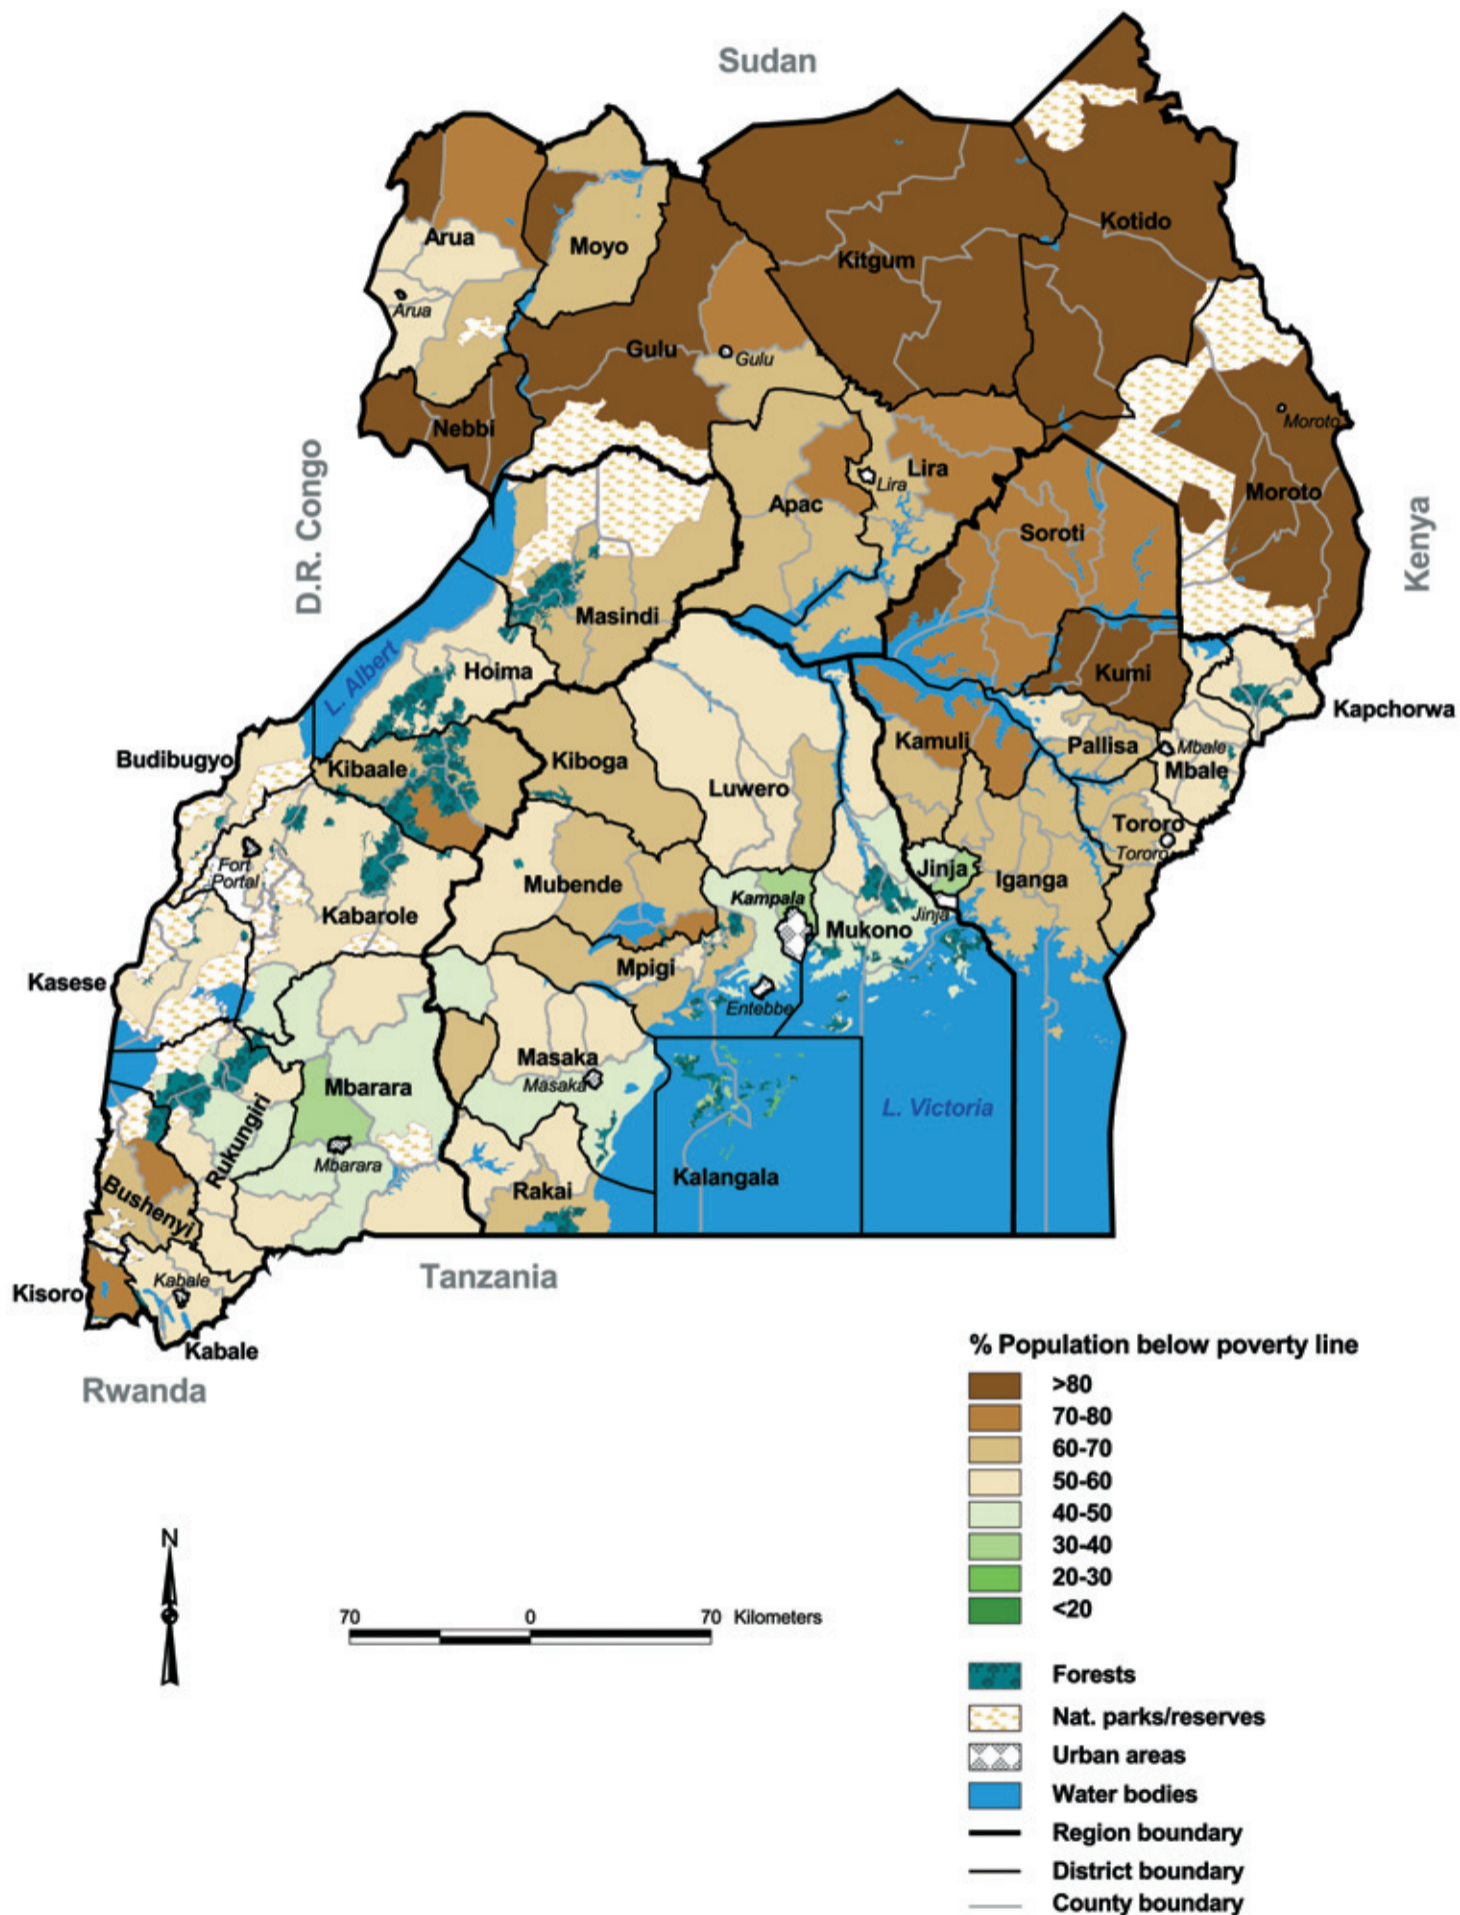 Sudan
Kotido
Arua
Moyo
Kitgum
Arua
Gulu
Gulu
Moroto
Nebbi
D.R. Congo
Lira
Lira
Moroto
Apac
Soroti
Kenya
Masindi
L. Albert
Hoima
Kumi
Kapchorwa
Budibugyo
Kibaale
Kiboga
Kamuli
Pallisa
Mbale
Mbale
Luwero
Tororo
Tororo
Fort
Portal
Mubende
Jinja
Iganga
Kampala
Kabarole
Jinja
Mukono
Mpigi
Kasese
Entebbe
Masaka
Masaka
Mbarara
L. Victoria
Rukungiri
Mbarara
Kalangala
Rakai
Bushenyi
Kabale
Tanzania
Kisoro
Kabale
Rwanda
% Population below poverty line
>80
70-80
60-70
50-60
40-50
30-40
20-30
<20
N
70 0 70 Kilometers
Forests
Nat. parks/reserves
Urban areas
Water bodies
Region boundary
District boundary
County boundary